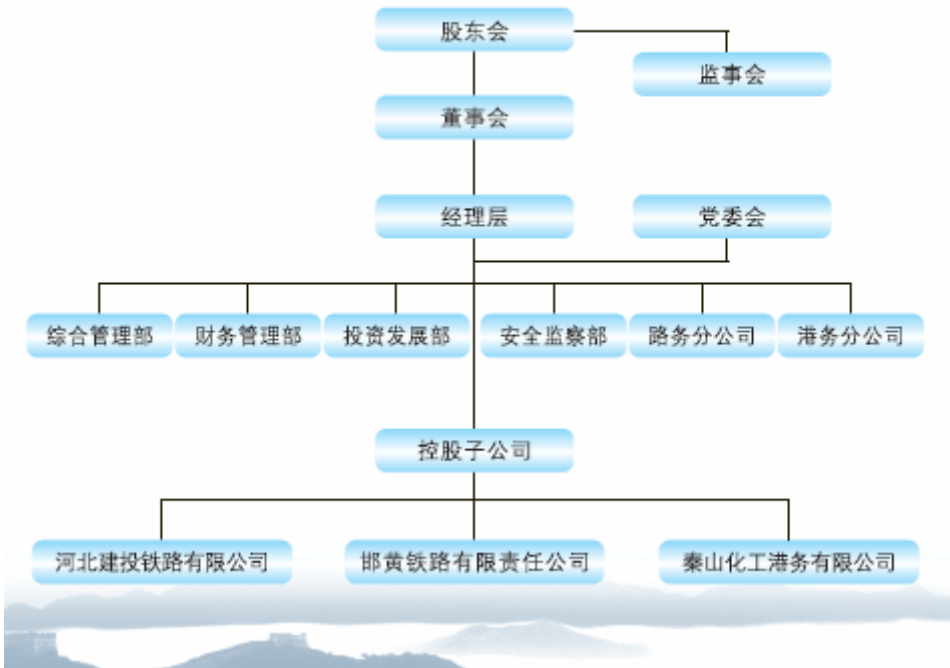 股东会
监事会
董事会
经理层
党委会
综合管理部
财务管理部
投资发展部
安全监察部
路务分公司
港务分公司
控股子公司
河北建投铁路有限公司
邯黄铁路有限责任公司
秦山化工港务有限公司